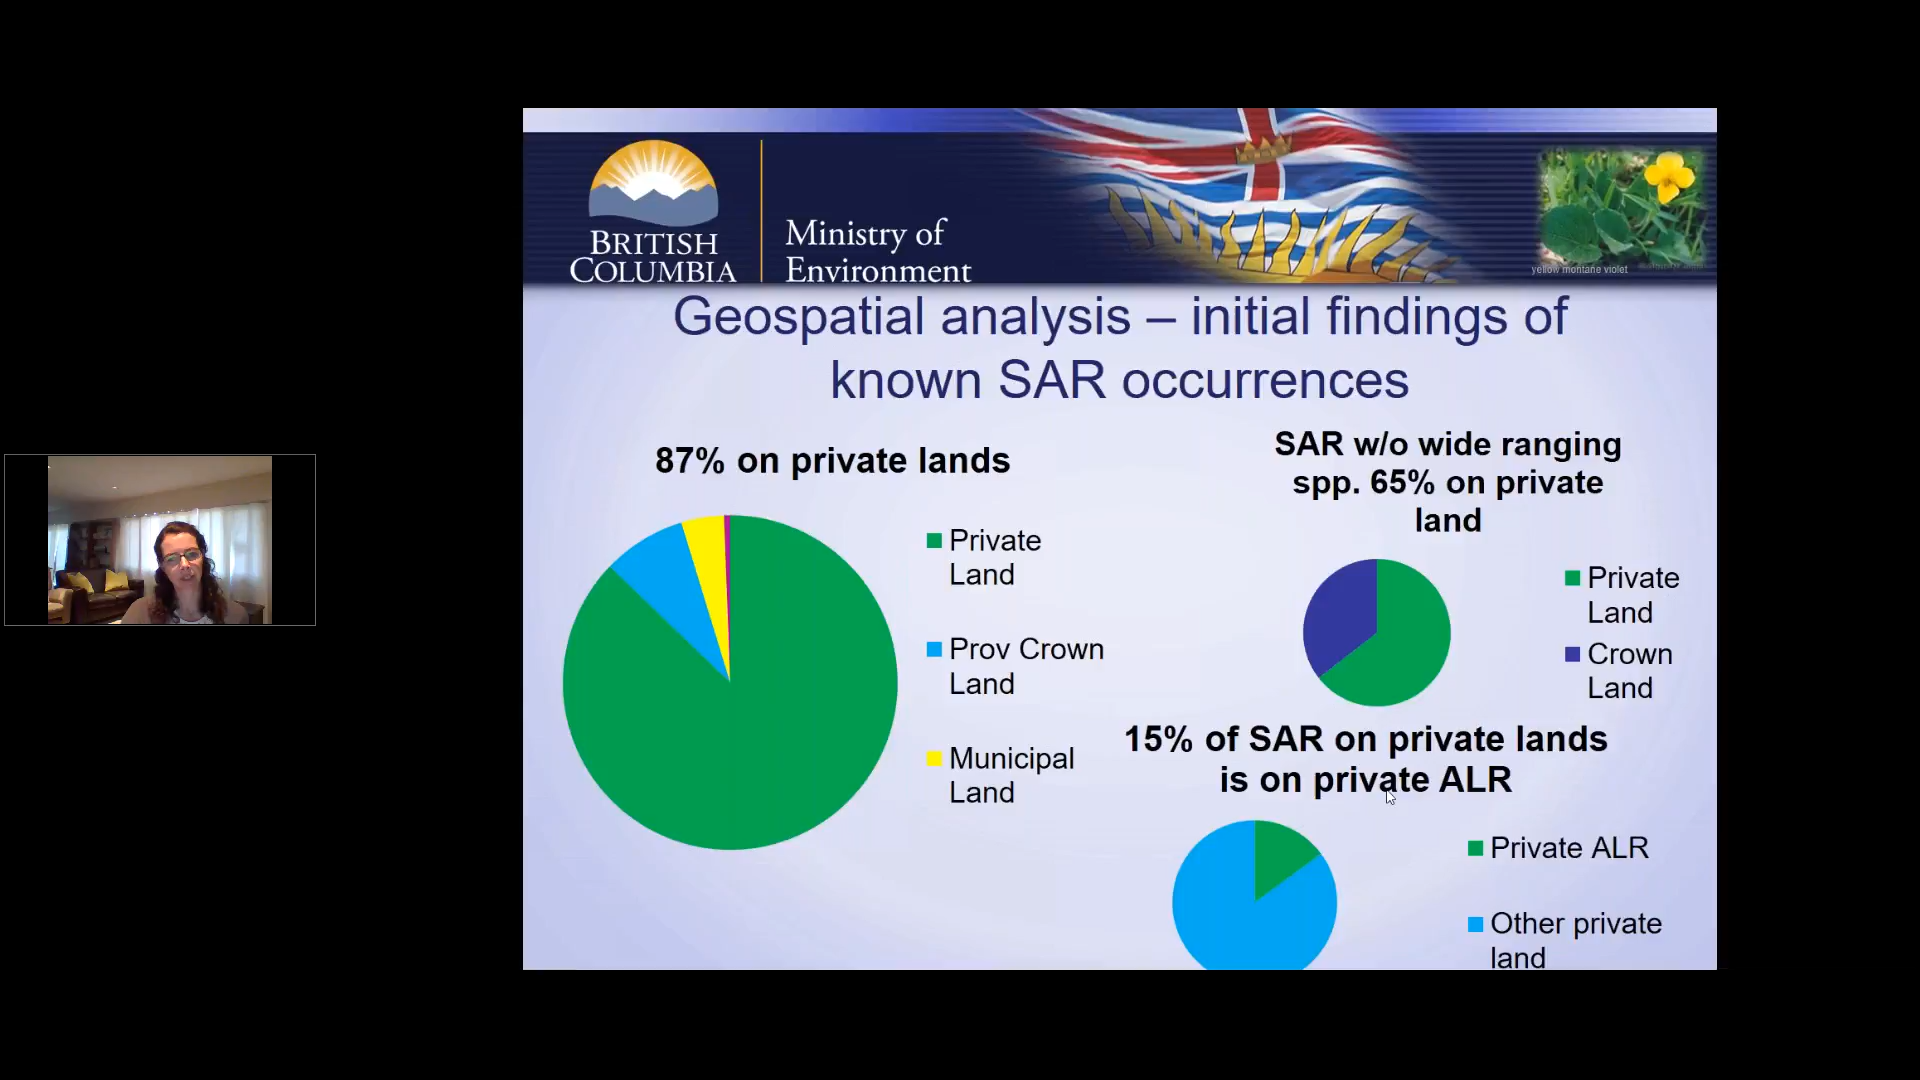 BRITISH
COLUMBIA
Ministry of
Environment
yellow montane violet
Geospatial analysis – initial findings of
known SAR occurrences
87% on private lands
Private
Land
Prov Crown
Land
Municipal
Land
SAR w/o wide ranging
spp. 65% on private
land
Private
Land
Crown
Land
15% of SAR on private lands
is on private ALR
Private ALR
Other private
land